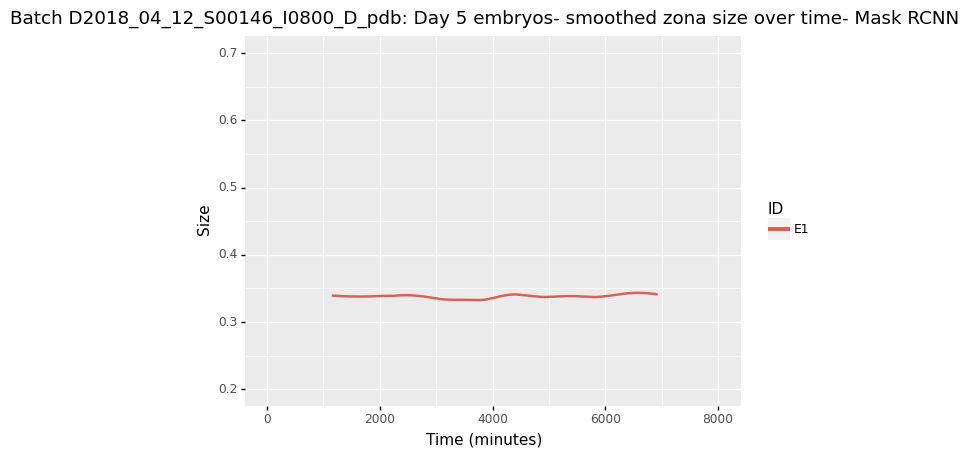 Batch D2018_04_12_S00146_I0800_D_pdb: Day 5 embryos- smoothed zona size over time- Mask RCNN
0.7
0.6
0.5
0.4
0.3
0.2
Size
0 2000 4000 6000 8000
Time (minutes)
ID
E1